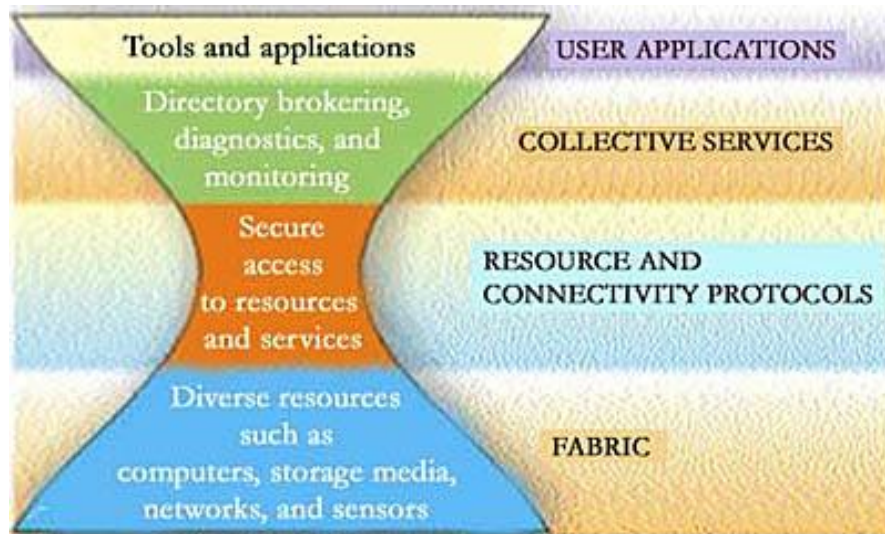 Tools and applications
USER APPLICATIONS
Directory brokering,
diagnostics, and
monitoring
COLLECTIVE SERVICES
Secure
access
to resources
and services
RESOURCE AND
CONNECTIVITY PROTOCOLS
Diverse resources
such as
computers, storage media,
networks, and sensors
FABRIC